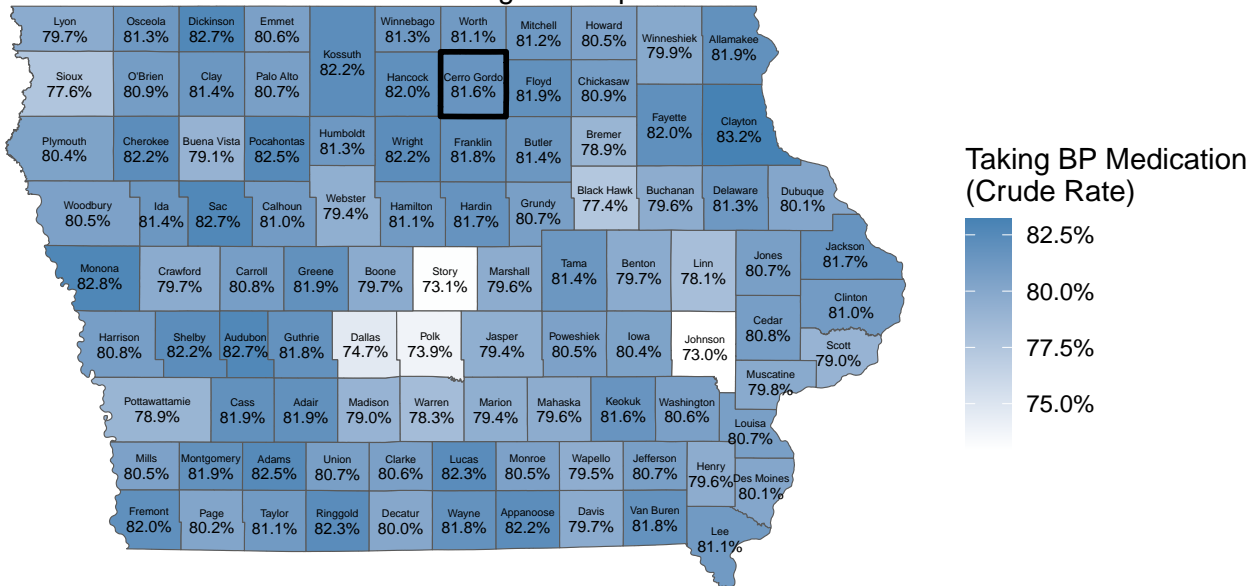 Lyon
79.7%
Osceola
81.3%
Dickinson
82.7%
Emmet
80.6%
Kossuth
82.2%
Winnebago
81.3%
Worth
81.1%
Mitchell
81.2%
Howard
80.5%
Winneshiek
79.9%
Allamakee
81.9%
Sioux
77.6%
O'Brien
80.9%
Clay
81.4%
Palo Alto
80.7%
Hancock
82.0%
Cerro Gordo
81.6%
Floyd
81.9%
Chickasaw
80.9%
Fayette
82.0%
Clayton
83.2%
Plymouth
80.4%
Cherokee
82.2%
Buena Vista
79.1%
Pocahontas
82.5%
Humboldt
81.3%
Wright
82.2%
Franklin
81.8%
Butler
81.4%
Bremer
78.9%
Woodbury
80.5%
Ida
81.4%
Sac
82.7%
Calhoun
81.0%
Webster
79.4%
Hamilton
81.1%
Hardin
81.7%
Grundy
80.7%
Black Hawk
77.4%
Buchanan
79.6%
Delaware
81.3%
Dubuque
80.1%
Monona
82.8%
Crawford
79.7%
Carroll
80.8%
Greene
81.9%
Boone
79.7%
Story
73.1%
Marshall
79.6%
Tama
81.4%
Benton
79.7%
Linn
78.1%
Jones
80.7%
Jackson
81.7%
Clinton
81.0%
Harrison
80.8%
Shelby
82.2%
Audubon
82.7%
Guthrie
81.8%
Dallas
74.7%
Polk
73.9%
Jasper
79.4%
Poweshiek
80.5%
Iowa
80.4%
Johnson
73.0%
Cedar
80.8%
Scott
79.0%
Muscatine
79.8%
Pottawattamie
78.9%
Cass
81.9%
Adair
81.9%
Madison
79.0%
Warren
78.3%
Marion
79.4%
Mahaska
79.6%
Keokuk
81.6%
Washington
80.6%
Louisa
80.7%
Mills
80.5%
Montgomery
81.9%
Adams
82.5%
Union
80.7%
Clarke
80.6%
Lucas
82.3%
Monroe
80.5%
Wapello
79.5%
Jefferson
80.7%
Henry
79.6%
Des Moines
80.1%
Fremont
82.0%
Page
80.2%
Taylor
81.1%
Ringgold
82.3%
Decatur
80.0%
Wayne
81.8%
Appanoose
82.2%
Davis
79.7%
Van Buren
81.8%
Lee
81.1%
Taking BP Medication
(Crude Rate)
82.5%
80.0%
77.5%
75.0%